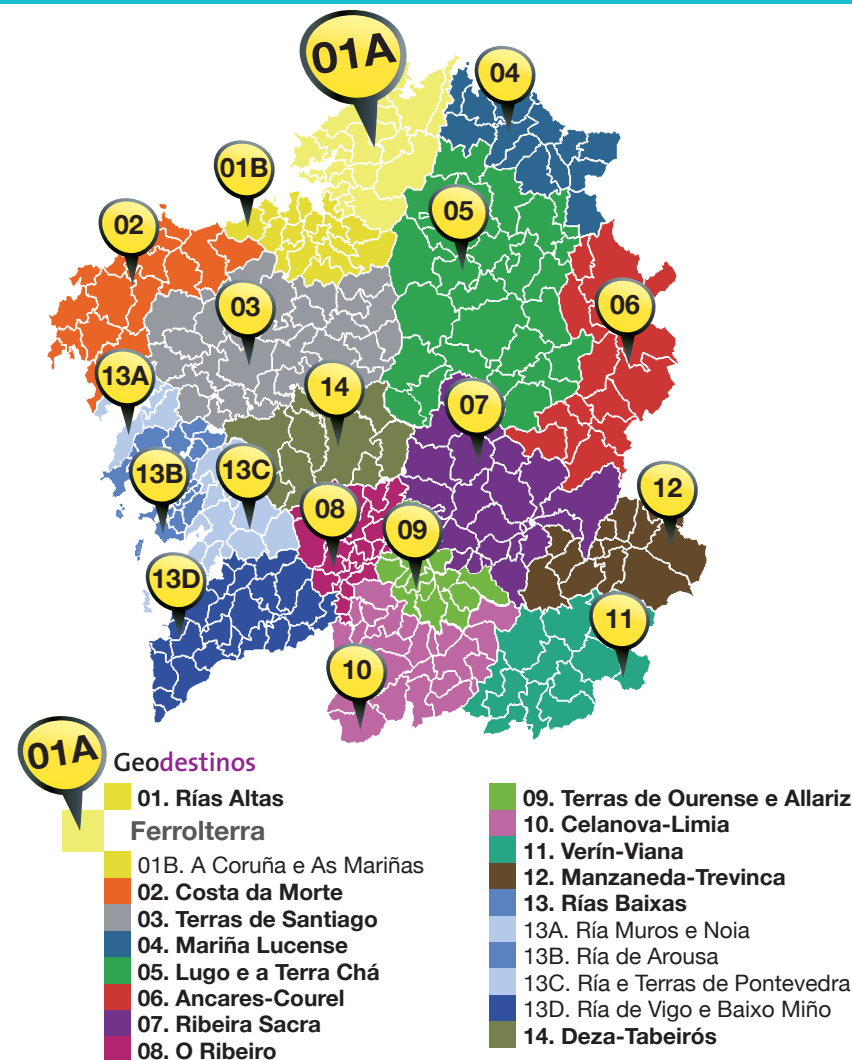 01A
04
01B
05
02
03
06
13A
14
07
13B
13C
12
08
09
13D
11
10
01A
Geodestinos
01. Rías Altas
Ferrolterra
01B. A Coruña e As Mariñas
02. Costa da Morte
03. Terras de Santiago
04. Mariña Lucense
05. Lugo e a Terra Chá
06. Ancares-Courel
07. Ribeira Sacra
08. O Ribeiro
09. Terras de Ourense e Allariz
10. Celanova-Limia
11. Verín-Viana
12. Manzaneda-Trevinca
13. Rías Baixas
13A. Ría Muros e Noia
13B. Ría de Arousa
13C. Ría e Terras de Pontevedra
13D. Ría de Vigo e Baixo Miño
14. Deza-Tabeirós